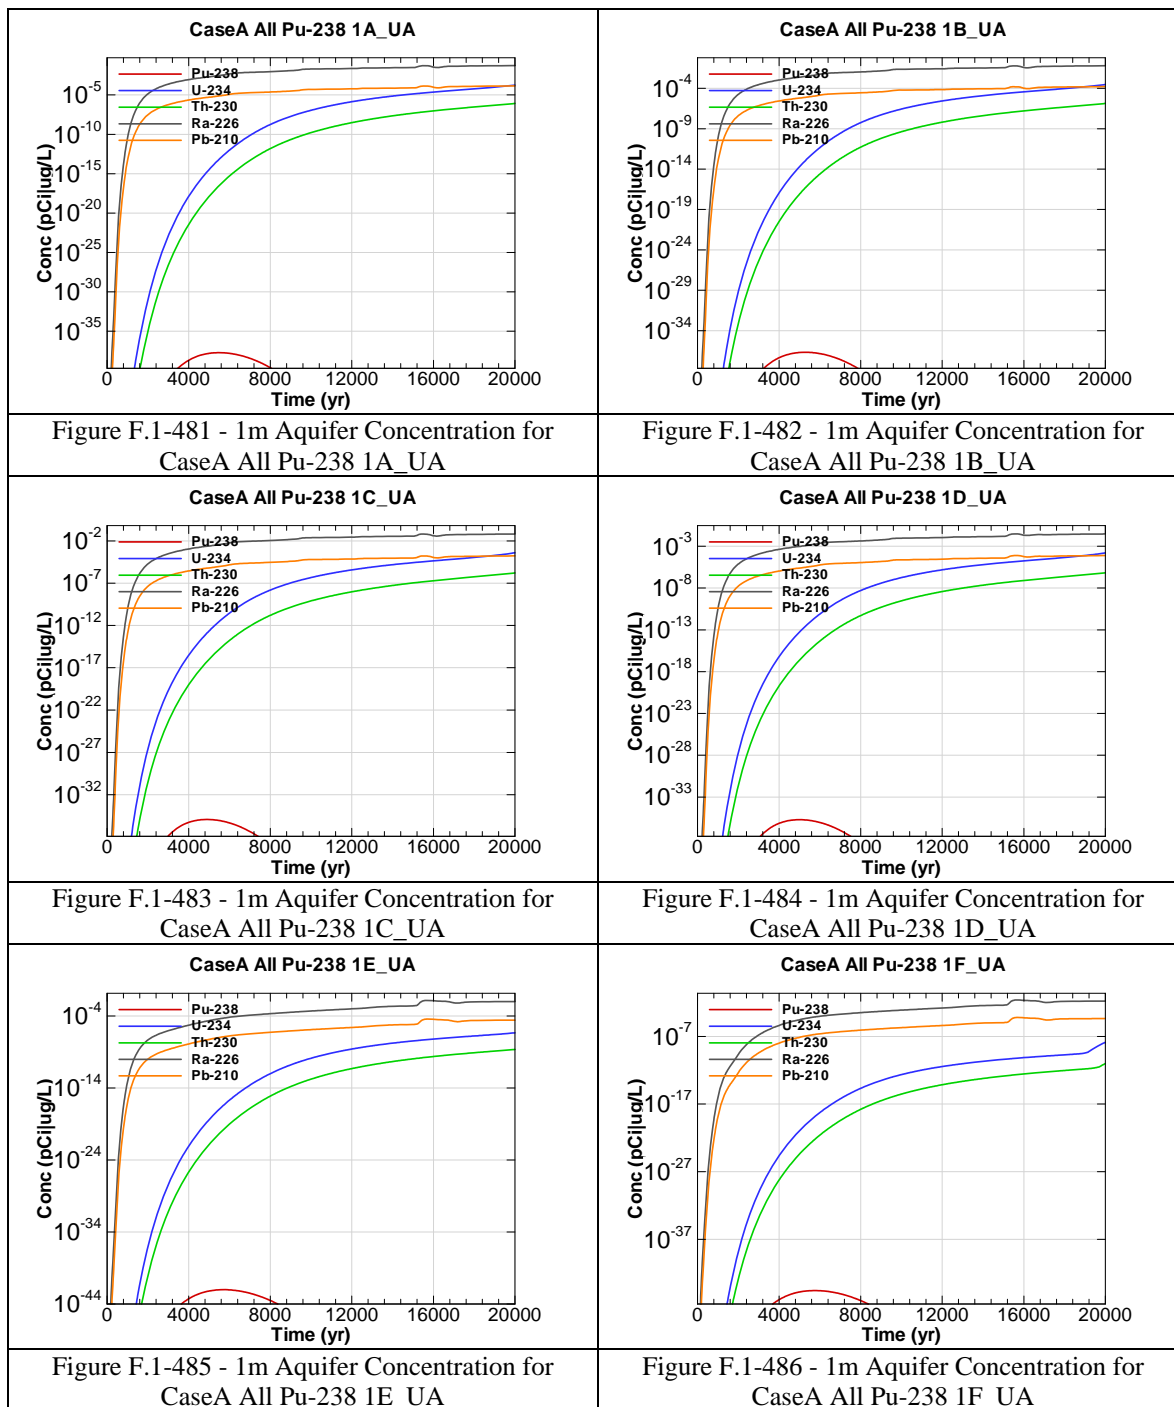 CaseA All Pu-238 1A_UA
Conc (pCi|ug/L)
10-5
10-10
10-15
10-20
10-25
10-30
10-35
Pu-238
U-234
Th-230
Ra-226
Pb-210
0 4000 8000 12000 16000 20000
Time (yr)
Figure F.1-481 - 1m Aquifer Concentration for
CaseA All Pu-238 1A_UA
CaseA All Pu-238 1B_UA
Conc (pCi|ug/L)
10-4
10-9
10-14
10-19
10-24
10-29
10-34
Pu-238
U-234
Th-230
Ra-226
Pb-210
0 4000 8000 12000 16000 20000
Time (yr)
Figure F.1-482 - 1m Aquifer Concentration for
CaseA All Pu-238 1B_UA
CaseA All Pu-238 1C_UA
Conc (pCi|ug/L)
10-2
10-7
10-12
10-17
10-22
10-27
10-32
Pu-238
U-234
Th-230
Ra-226
Pb-210
0 4000 8000 12000 16000 20000
Time (yr)
Figure F.1-483 - 1m Aquifer Concentration for
CaseA All Pu-238 1C_UA
CaseA All Pu-238 1D_UA
Conc (pCi|ug/L)
10-3
10-8
10-13
10-18
10-23
10-28
10-33
Pu-238
U-234
Th-230
Ra-226
Pb-210
0 4000 8000 12000 16000 20000
Time (yr)
Figure F.1-484 - 1m Aquifer Concentration for
CaseA All Pu-238 1D_UA
CaseA All Pu-238 1E_UA
Conc (pCi|ug/L)
10-4
10-14
10-24
10-34
10-44
Pu-238
U-234
Th-230
Ra-226
Pb-210
0 4000 8000 12000 16000 20000
Time (yr)
Figure F.1-485 - 1m Aquifer Concentration for
CaseA All Pu-238 1E_UA
CaseA All Pu-238 1F_UA
Conc (pCi|ug/L)
10-7
10-17
10-27
10-37
Pu-238
U-234
Th-230
Ra-226
Pb-210
0 4000 8000 12000 16000 20000
Time (yr)
Figure F.1-486 - 1m Aquifer Concentration for
CaseA All Pu-238 1F_UA